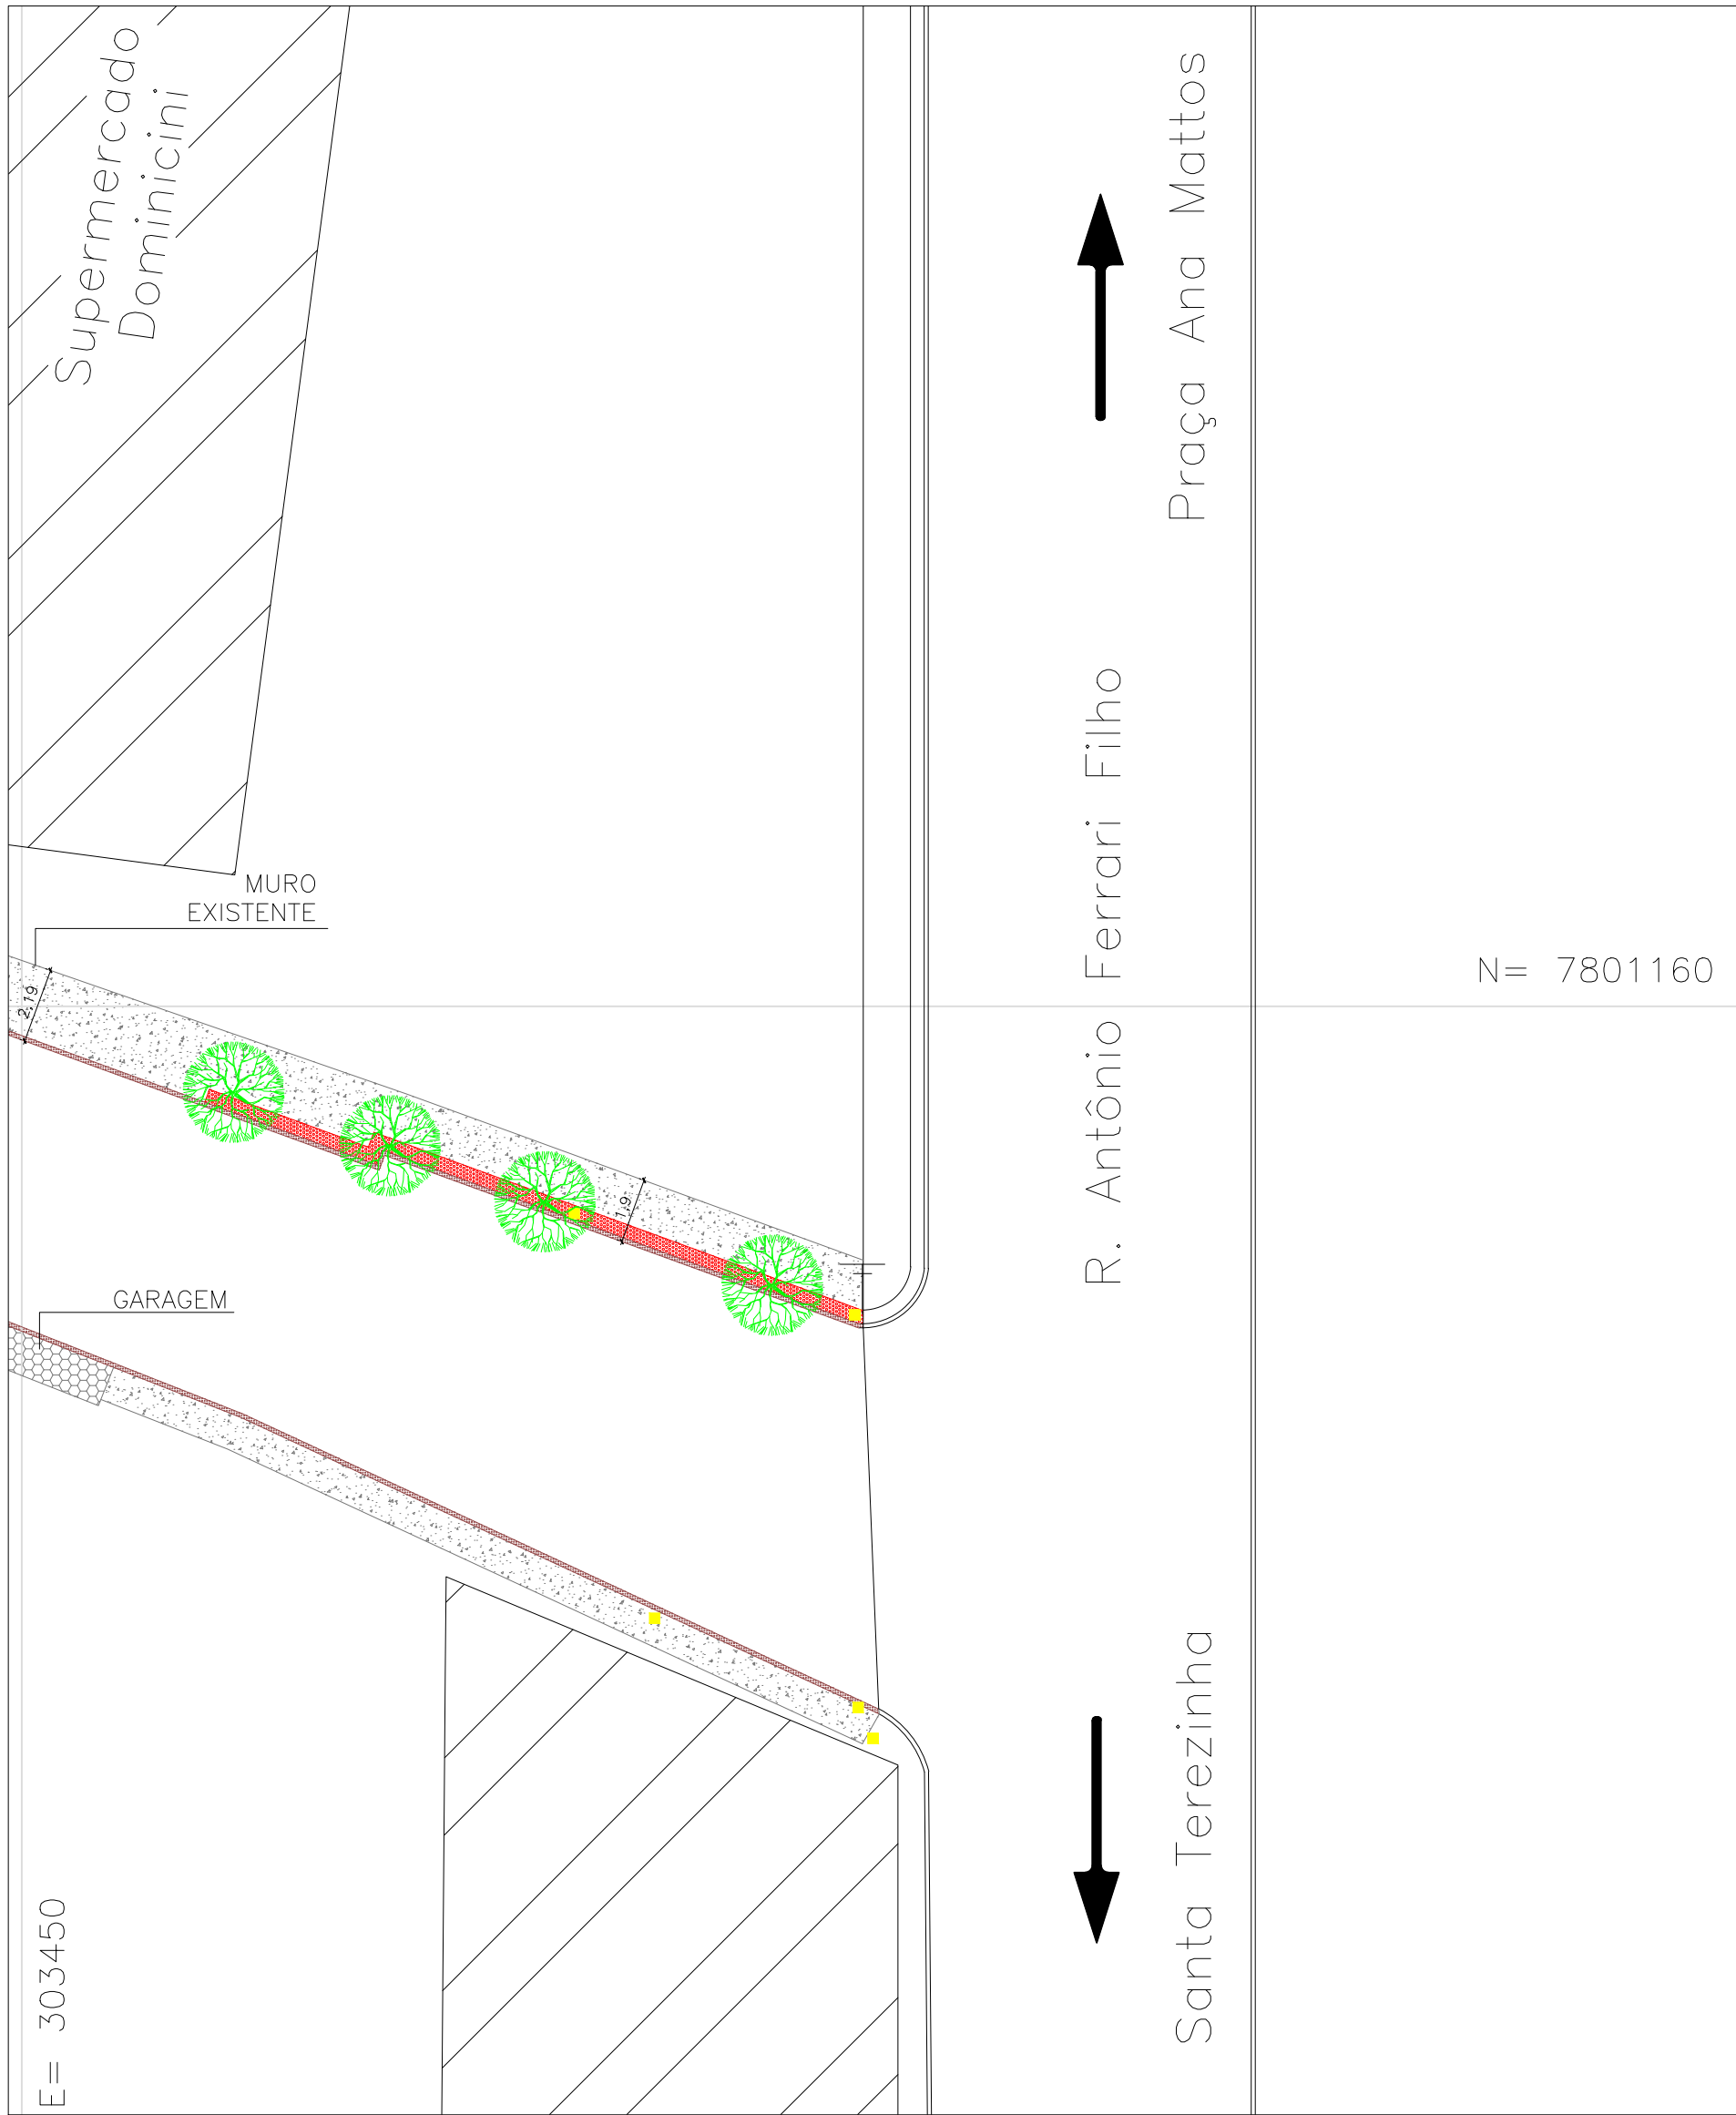 Supermercado
Dominicini
Praça Ana Mattos
R. Antônio Ferrari Filho
MURO
EXISTENTE
N= 7801160
2,19
1,9
GARAGEM
Santa Terezinha
E= 303450